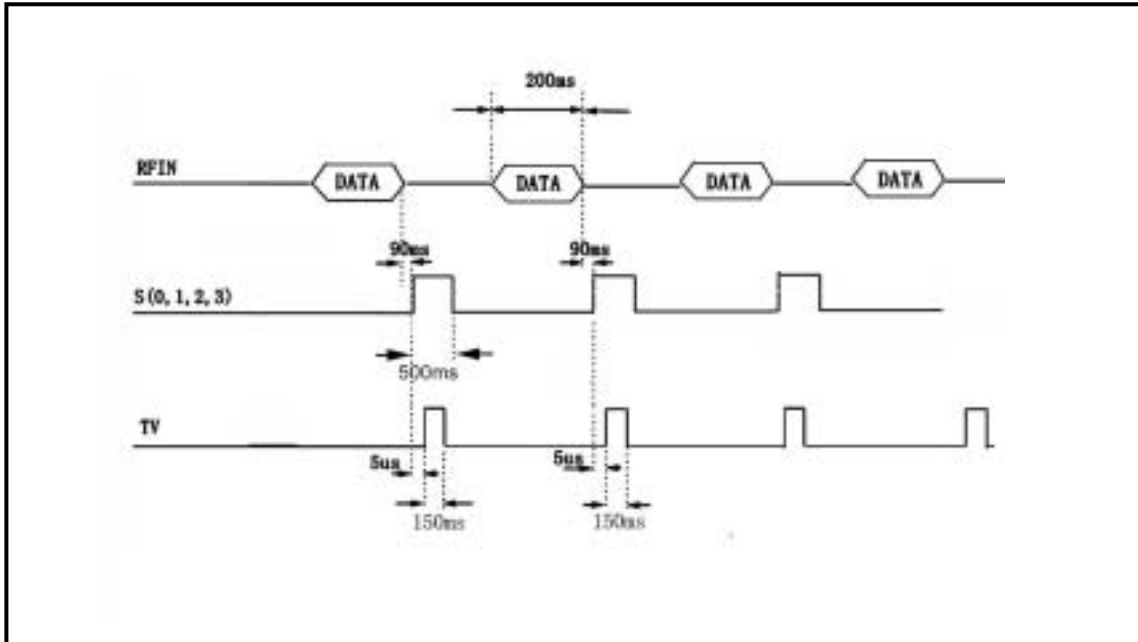 200ms
RFIN
DATA DATA DATA DATA
90ms 90ms
S(0,1,2,3)
500ms
TV
5us 5us
150ms 150ms